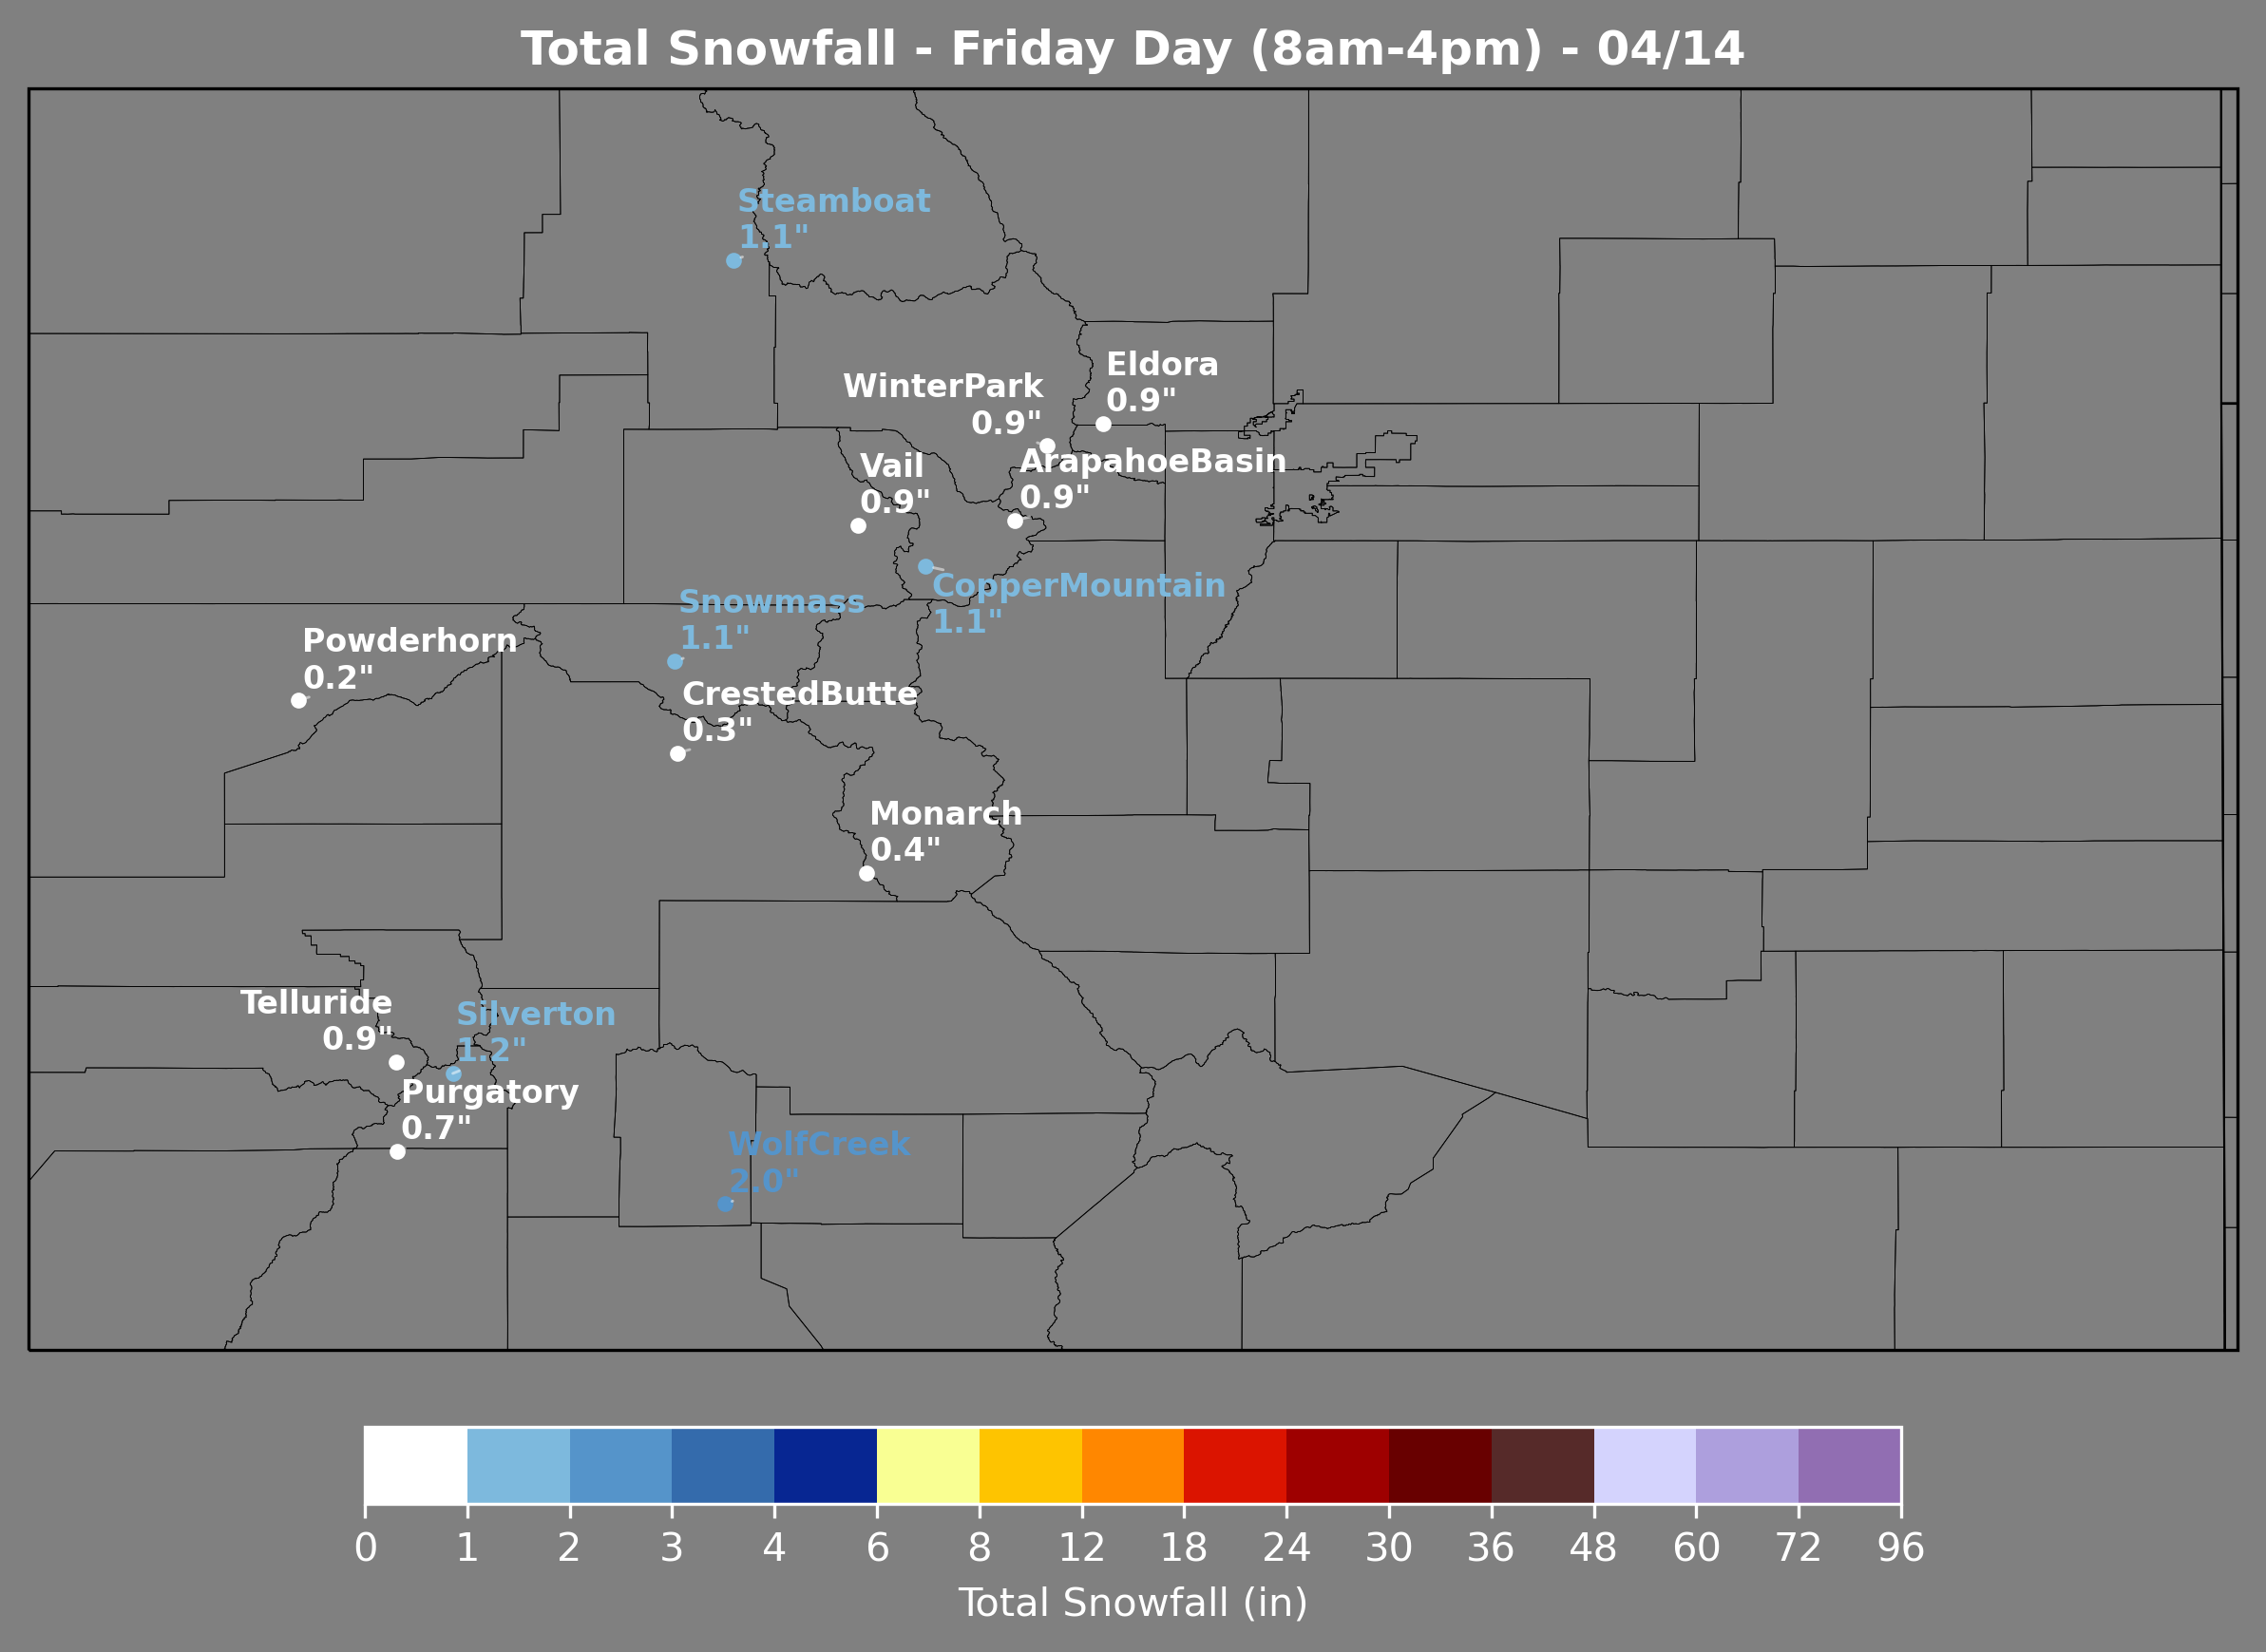 Total Snowfall - Friday Day (8am-4pm) - 04/14
Steamboat
1.1"
Eldora
0.9"
WinterPark
0.9"
ArapahoeBasin
0.9"
Vail
0.9"
CopperMountain
1.1"
Snowmass
1.1"
Powderhorn
0.2"
CrestedButte
0.3"
Monarch
0.4"
Telluride
0.9"
Silverton
1.2"
Purgatory
0.7"
WolfCreek
2.0"
0 1 2 3 4 6 8 12 18 24 30 36 48 60 72 96
Total Snowfall (in)